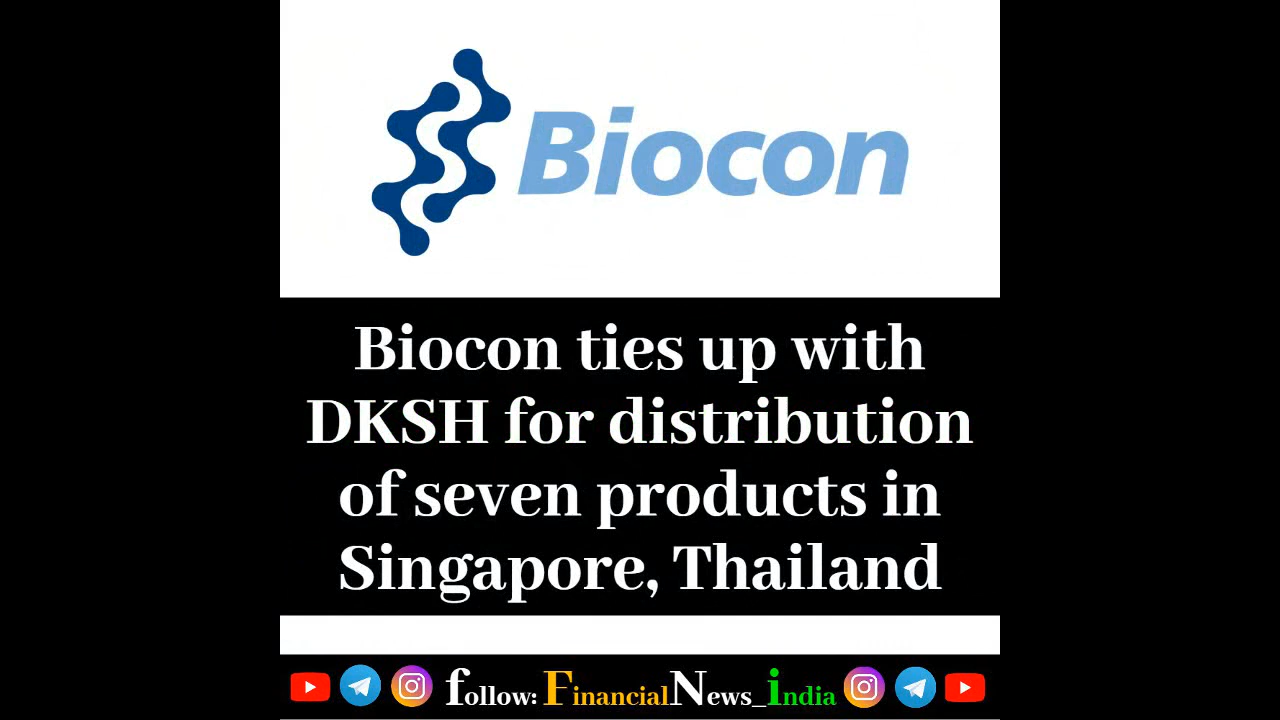 Biocon
Biocon ties up with
DKSH for distribution
of seven products in
Singapore, Thailand
follow: FinancialNews_india